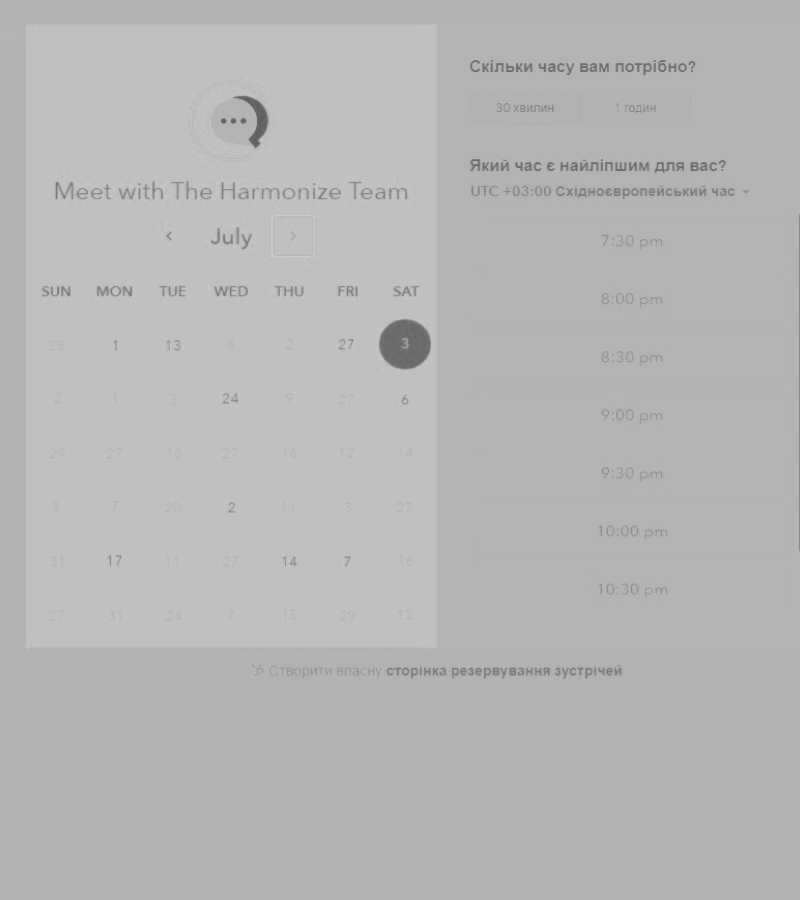 Meet with The Harmonize Team
July
SUN MON TUE WED THU FRI SAT
28 1 13 8 2 27 3
2 1 3 24 9 27 6
29 27 10 27 16 12 14
5 7 20 2 11 3 27
31 17 11 27 14 7 16
27 31 24 7 15 29 13
Скільки часу вам потрібно?
30 хвилин 1 годин
Який час є найліпшим для вас?
UTC +03:00 Східноєвропейський час
7:30 pm
8:00 pm
8:30 pm
9:00 pm
9:30 pm
10:00 pm
10:30 pm
Створити власну сторінка резервування зустрічей